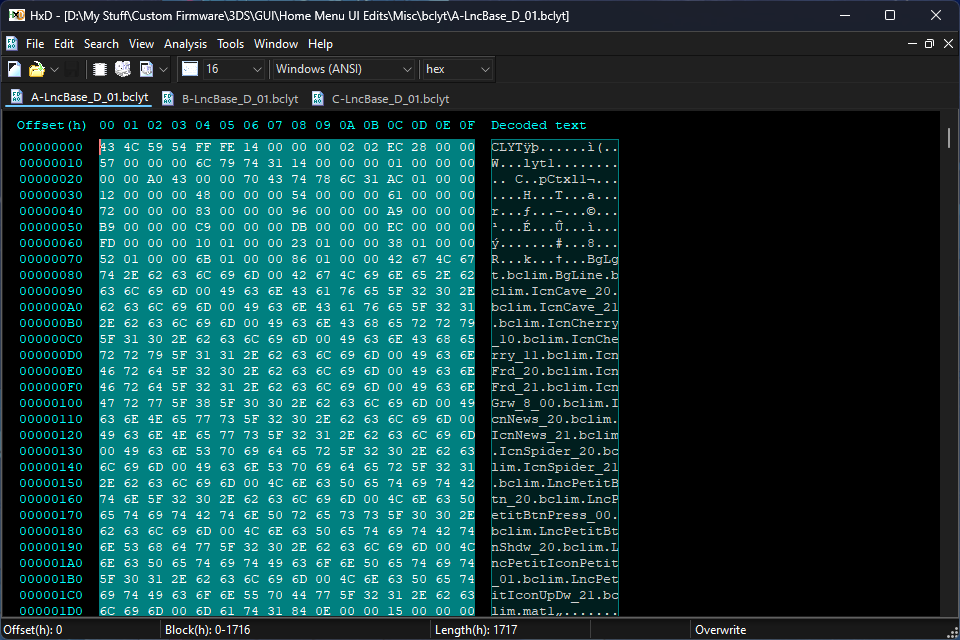 HxD - [D:\My Stuff\Custom Firmware\3DS\GUI\Home Menu UI Edits\Misc\bclyt\A-LncBase_D_01.bclyt]
File Edit Search View Analysis Tools Window Help
16 Windows (ANSI) hex
A-LncBase_D_01.bclyt B-LncBase_D_01.bclyt C-LncBase_D_01.bclyt
Offset(h) 00 01 02 03 04 05 06 07 08 09 0A 0B 0C 0D 0E 0F Decoded text
00000000 43 4C 59 54 FF FE 14 00 00 00 02 02 EC 28 00 00 CLYTÿþ......ì(..
00000010 57 00 00 00 6C 79 74 31 14 00 00 00 01 00 00 00 W...lyt1........
00000020 00 00 A0 43 00 00 70 43 74 78 6C 31 AC 01 00 00 .. C..pCtxl1¬...
00000030 12 00 00 00 48 00 00 00 54 00 00 00 61 00 00 00 ....H...T...a...
00000040 72 00 00 00 83 00 00 00 96 00 00 00 A9 00 00 00 r...ƒ...–...©...
00000050 B9 00 00 00 C9 00 00 00 DB 00 00 00 EC 00 00 00 ¹...É...Û...ì...
00000060 FD 00 00 00 10 01 00 00 23 01 00 00 38 01 00 00 ý.......#...8...
00000070 52 01 00 00 6B 01 00 00 86 01 00 00 42 67 4C 67 R...k...†...BgLg
00000080 74 2E 62 63 6C 69 6D 00 42 67 4C 69 6E 65 2E 62 t.bclim.BgLine.b
00000090 63 6C 69 6D 00 49 63 6E 43 61 76 65 5F 32 30 2E clim.IcnCave_20.
000000A0 62 63 6C 69 6D 00 49 63 6E 43 61 76 65 5F 32 31 bclim.IcnCave_21
000000B0 2E 62 63 6C 69 6D 00 49 63 6E 43 68 65 72 72 79 .bclim.IcnCherry
000000C0 5F 31 30 2E 62 63 6C 69 6D 00 49 63 6E 43 68 65 _10.bclim.IcnChe
000000D0 72 72 79 5F 31 31 2E 62 63 6C 69 6D 00 49 63 6E rry_11.bclim.Icn
000000E0 46 72 64 5F 32 30 2E 62 63 6C 69 6D 00 49 63 6E Frd_20.bclim.Icn
000000F0 46 72 64 5F 32 31 2E 62 63 6C 69 6D 00 49 63 6E Frd_21.bclim.Icn
00000100 47 72 77 5F 38 5F 30 30 2E 62 63 6C 69 6D 00 49 Grw_8_00.bclim.I
00000110 63 6E 4E 65 77 73 5F 32 30 2E 62 63 6C 69 6D 00 cnNews_20.bclim.
00000120 49 63 6E 4E 65 77 73 5F 32 31 2E 62 63 6C 69 6D IcnNews_21.bclim
00000130 00 49 63 6E 53 70 69 64 65 72 5F 32 30 2E 62 63 .IcnSpider_20.bc
00000140 6C 69 6D 00 49 63 6E 53 70 69 64 65 72 5F 32 31 lim.IcnSpider_21
00000150 2E 62 63 6C 69 6D 00 4C 6E 63 50 65 74 69 74 42 .bclim.LncPetitB
00000160 74 6E 5F 32 30 2E 62 63 6C 69 6D 00 4C 6E 63 50 tn_20.bclim.LncP
00000170 65 74 69 74 42 74 6E 50 72 65 73 73 5F 30 30 2E etitBtnPress_00.
00000180 62 63 6C 69 6D 00 4C 6E 63 50 65 74 69 74 42 74 bclim.LncPetitBt
00000190 6E 53 68 64 77 5F 32 30 2E 62 63 6C 69 6D 00 4C nShdw_20.bclim.L
000001A0 6E 63 50 65 74 69 74 49 63 6F 6E 50 65 74 69 74 ncPetitIconPetit
000001B0 5F 30 31 2E 62 63 6C 69 6D 00 4C 6E 63 50 65 74 _01.bclim.LncPet
000001C0 69 74 49 63 6F 6E 55 70 44 77 5F 32 31 2E 62 63 itIconUpDw_21.bc
000001D0 6C 69 6D 00 6D 61 74 31 84 0E 00 00 15 00 00 00 lim.mat1„.......
Offset(h): 0 Block(h): 0-1716 Length(h): 1717 Overwrite